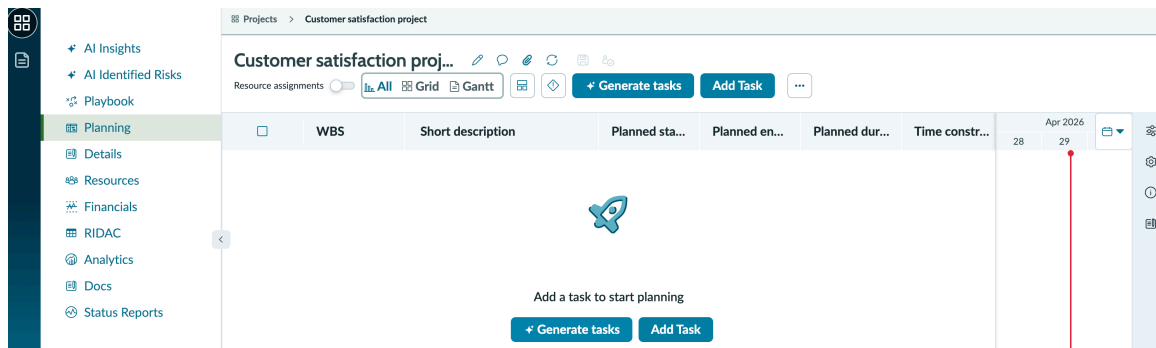 Projects > Customer satisfaction project
AI Insights
AI Identified Risks
Playbook
Planning
Details
Resources
Financials
RIDAC
Analytics
Docs
Status Reports
Customer satisfaction proj...
Resource assignments All Grid Gantt Generate tasks Add Task ...
WBS Short description Planned sta... Planned en... Planned dur... Time constr...
Apr 2026
28 29
Add a task to start planning
Generate tasks Add Task